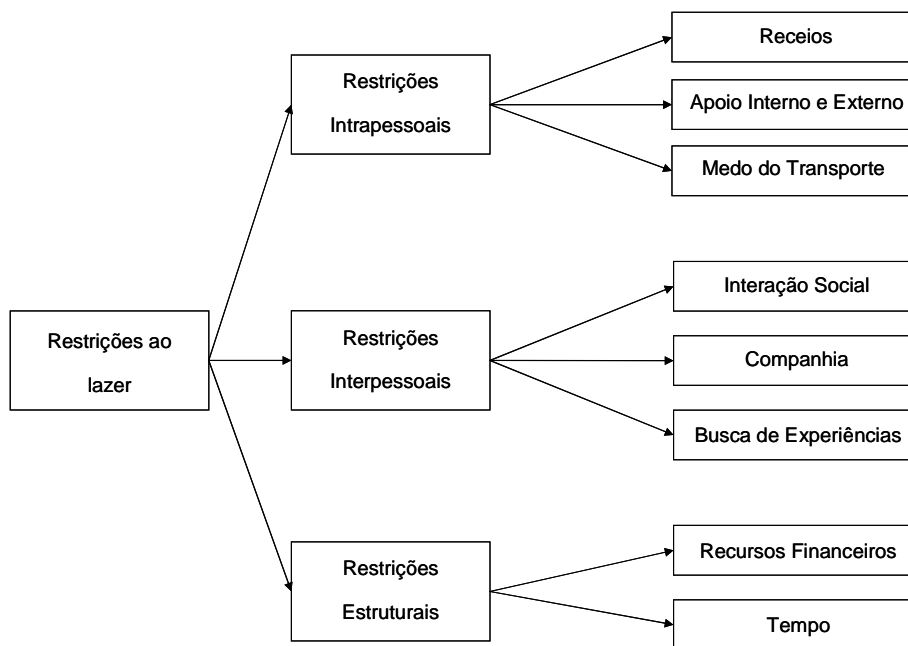 Restrições ao
lazer
Restrições
Intrapessoais
Receios
Apoio Interno e Externo
Medo do Transporte
Restrições
Interpessoais
Interação Social
Companhia
Busca de Experiências
Restrições
Estruturais
Recursos Financeiros
Tempo